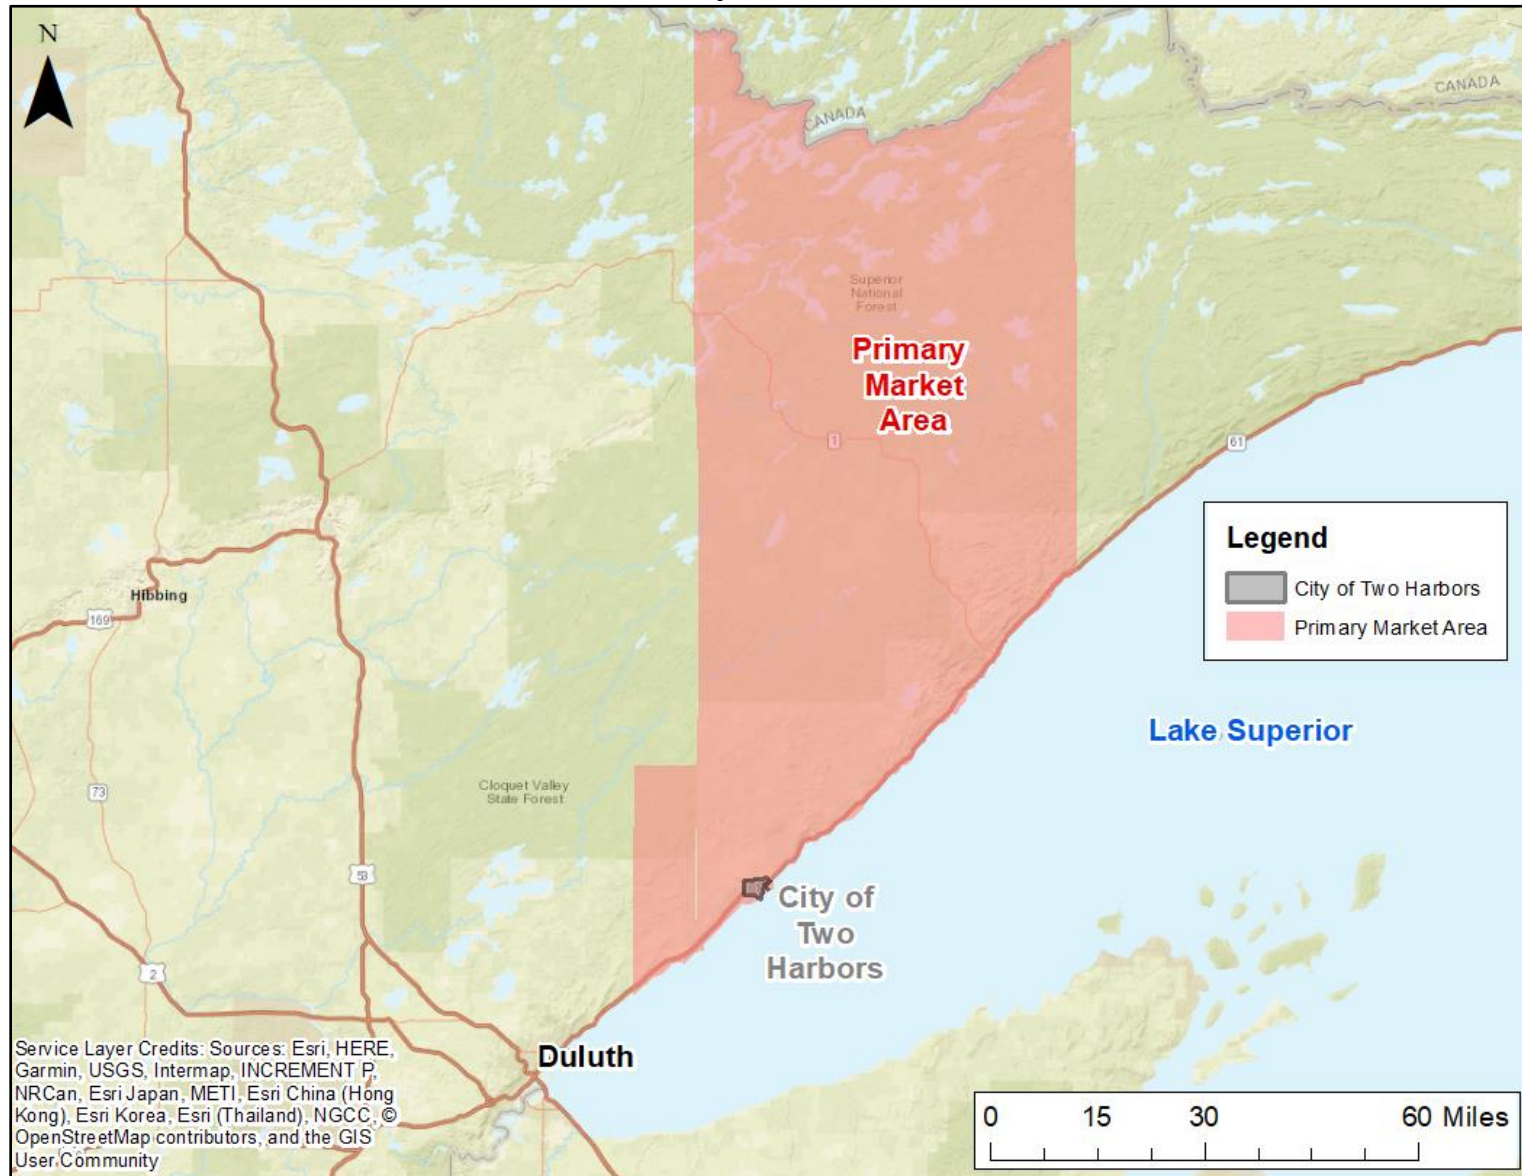 N
CANADA
CANADA
Superior
National
Forest
Primary
Market
Area
1
61
Legend
City of Two Harbors
Primary Market Area
Hibbing
169
Lake Superior
Cloquet Valley
State Forest
73
53
City of
Two
Harbors
2
Duluth
Service Layer Credits: Sources: Esri, HERE,
Garmin, USGS, Intermap, INCREMENT P,
NRCan, Esri Japan, METI, Esri China (Hong
Kong), Esri Korea, Esri (Thailand), NGCC, ©
OpenStreetMap contributors, and the GIS
User Community
0 15 30 60 Miles